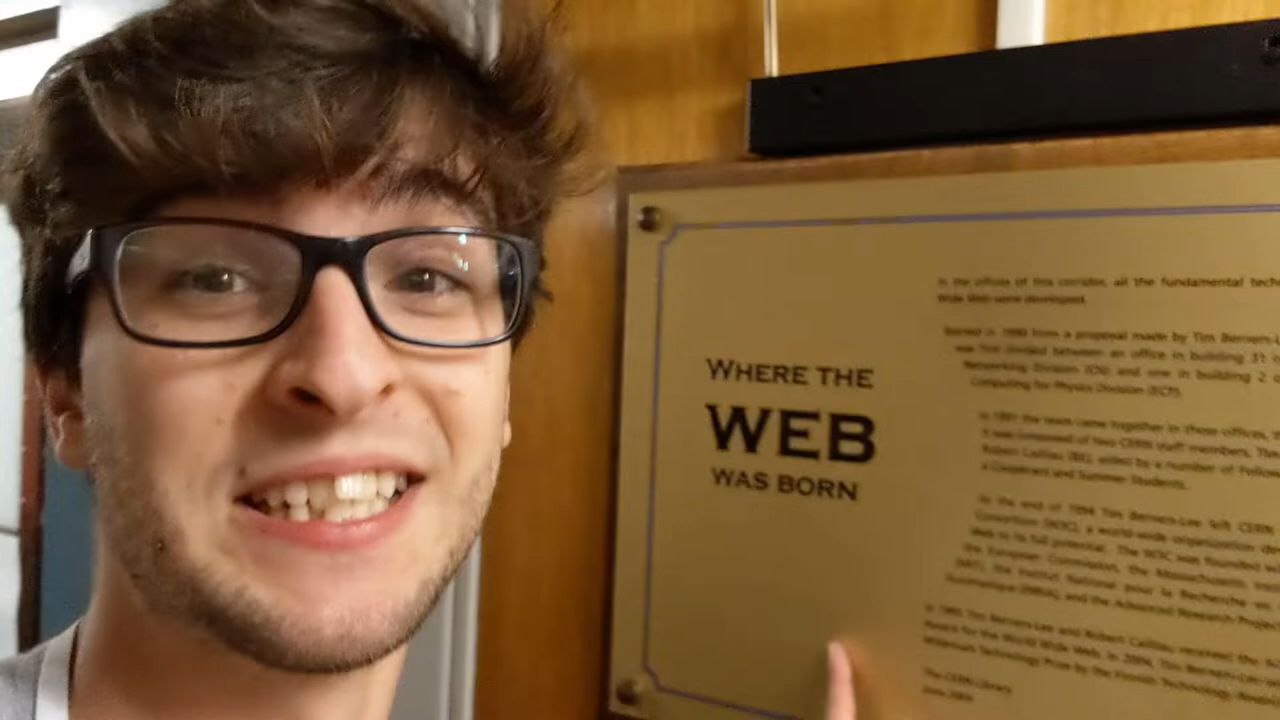 WHERE THE
WEB
WAS BORN
In the offices of this corridor, all the fundamental
Wide Web were developed.
Started in 1990 from a proposal made by Tim Berners-
was first divided between an office in building 31
Networking Division (CN) and one in building 2
Computing for Physics Division (ECP).
In 1991 the team came together in these offices,
it was composed of two CERN staff members,
Robert Cailliau (BE), aided by a number of
a Coopérant and Summer Students.
At the end of 1994 Tim Berners-Lee left CERN
Consortium (W3C), a world-wide organization
Web to its full potential. The W3C was founded
the European Commission, the Massachusetts
(MIT), the Institut National pour la Recherche en
Automatique (INRIA), and the Advanced Research
In 1995 Tim Berners-Lee and Robert Cailliau received the
Award for the World Wide Web. In 2004, Tim Berners-Lee
Millennium Technology Prize by the Finnish Technology
The CERN Library
June 2004